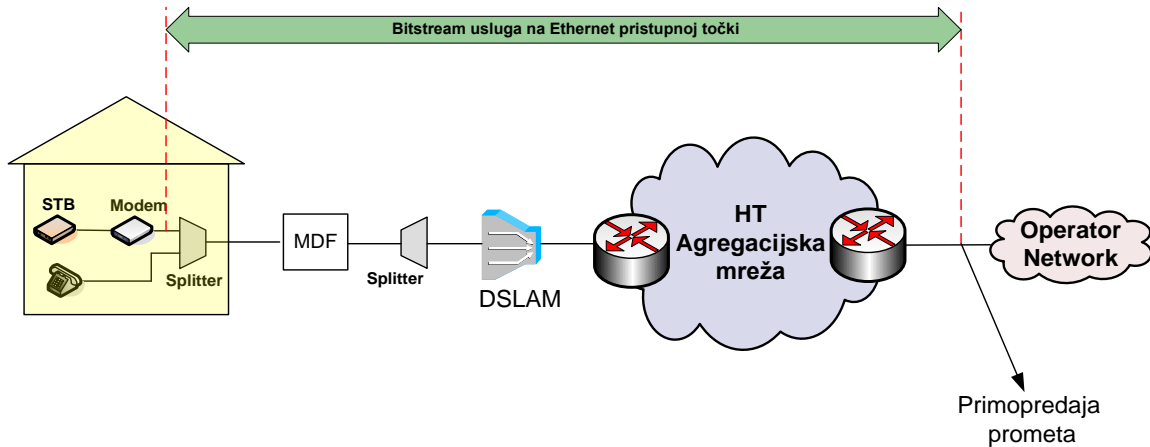 Bitstream usluga na Ethernet pristupnoj točki
STB
Modem
Splitter
MDF
Splitter
DSLAM
HT
Agregacijska
mreža
Operator
Network
Primopredaja
prometa